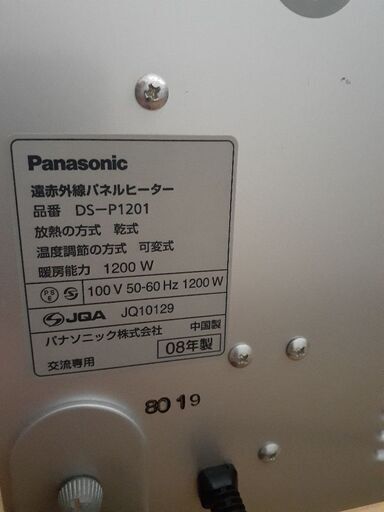 Panasonic
遠赤外線パネルヒーター
品番 DS-P1201
放熱の方式 乾式
温度調節の方式 可変式
暖房能力 1200 W
PS E 100 V 50-60 Hz 1200 W
JQA JQ10129
パナソニック株式会社 中国製
交流専用 08年製
8019